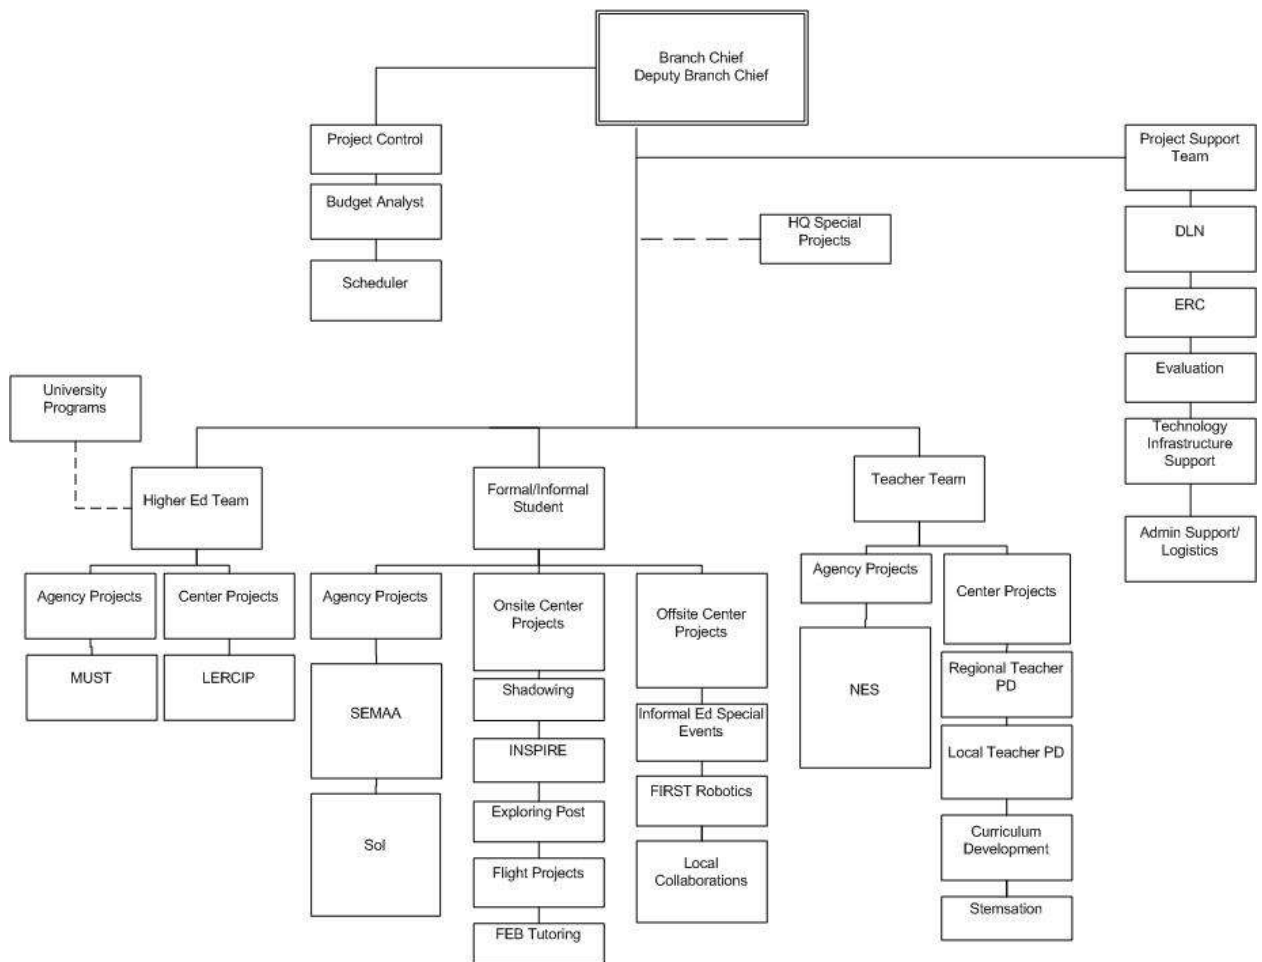 Branch Chief
Deputy Branch Chief
Project Control
Budget Analyst
Scheduler
Project Support
Team
DLN
ERC
Evaluation
Technology
Infrastructure
Support
Admin Support/
Logistics
HQ Special
Projects
University
Programs
Higher Ed Team
Agency Projects
MUST
Center Projects
LERCIP
Formal/Informal
Student
Agency Projects
SEMAA
SoI
Onsite Center
Projects
Shadowing
INSPIRE
Exploring Post
Flight Projects
FEB Tutoring
Offsite Center
Projects
Informal Ed Special
Events
FIRST Robotics
Local
Collaborations
Teacher Team
Agency Projects
NES
Center Projects
Regional Teacher
PD
Local Teacher PD
Curriculum
Development
Stemsation